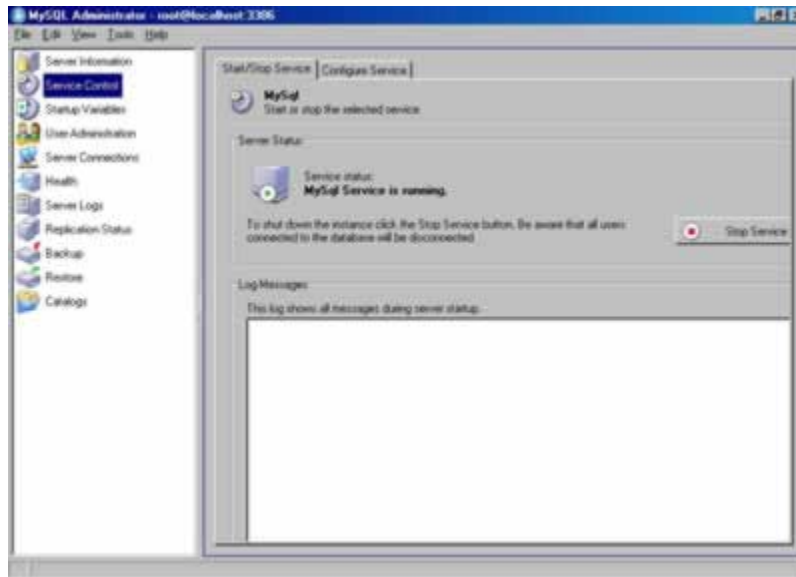 MySQL Administrator - root@localhost:3306
File Edit View Tools Help
Server Information
Service Control
Startup Variables
User Administration
Server Connections
Health
Server Logs
Replication Status
Backup
Restore
Catalogs
Start/Stop Service
Configure Service
MySql
Start or stop the selected service
Server Status
Service status:
MySql Service is running.
To shut down the instance click the Stop Service button. Be aware that all users
connected to the database will be disconnected
Stop Service
Log Messages
This log shows all messages during server startup.